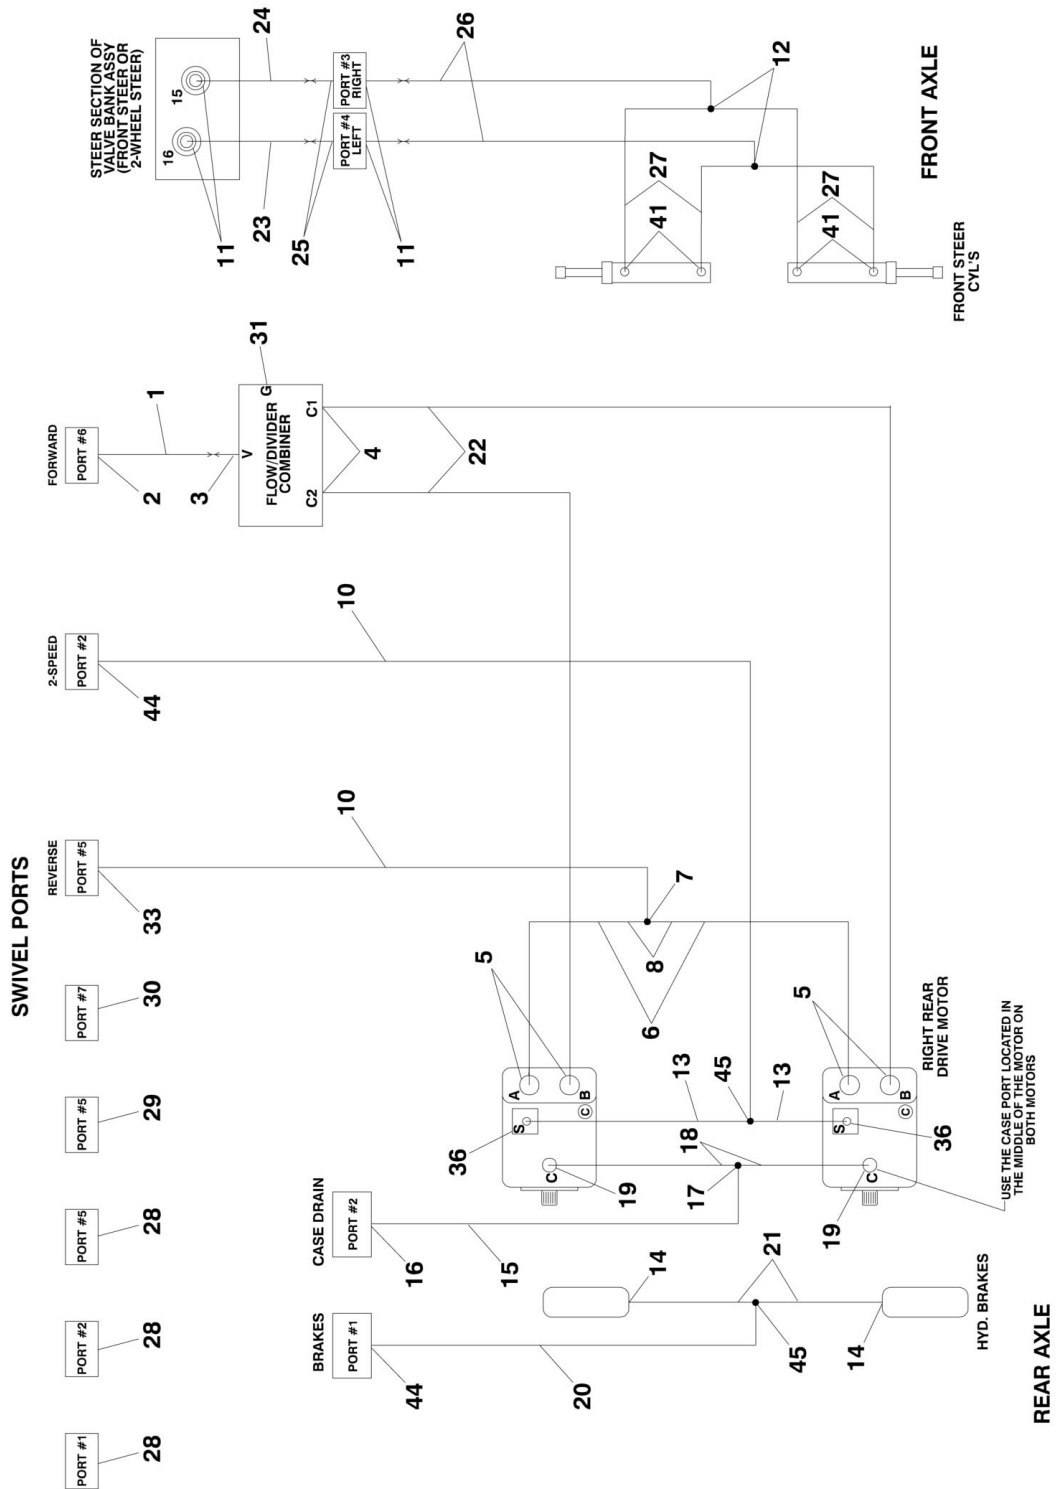 SWIVEL PORTS
PORT #1
28
PORT #2
28
PORT #5
28
PORT #5
29
PORT #7
30
REVERSE
PORT #5
33
10
2-SPEED
PORT #2
44
10
FORWARD
PORT #6
2
1
3
V
G
31
FLOW/DIVIDER
COMBINER
C2
C1
4
22
STEER SECTION OF
VALVE BANK ASSY
(FRONT STEER OR
2-WHEEL STEER)
16
15
11
23
24
25
PORT #4
LEFT
PORT #3
RIGHT
11
26
12
27
41
27
41
FRONT STEER
CYL'S
FRONT AXLE
BRAKES
PORT #1
44
20
CASE DRAIN
PORT #2
16
15
14
21
45
14
HYD. BRAKES
C
S
A
B
C
36
19
5
17
18
13
45
13
6
8
7
C
S
A
B
C
19
36
5
RIGHT REAR
DRIVE MOTOR
USE THE CASE PORT LOCATED IN
THE MIDDLE OF THE MOTOR ON
BOTH MOTORS
REAR AXLE